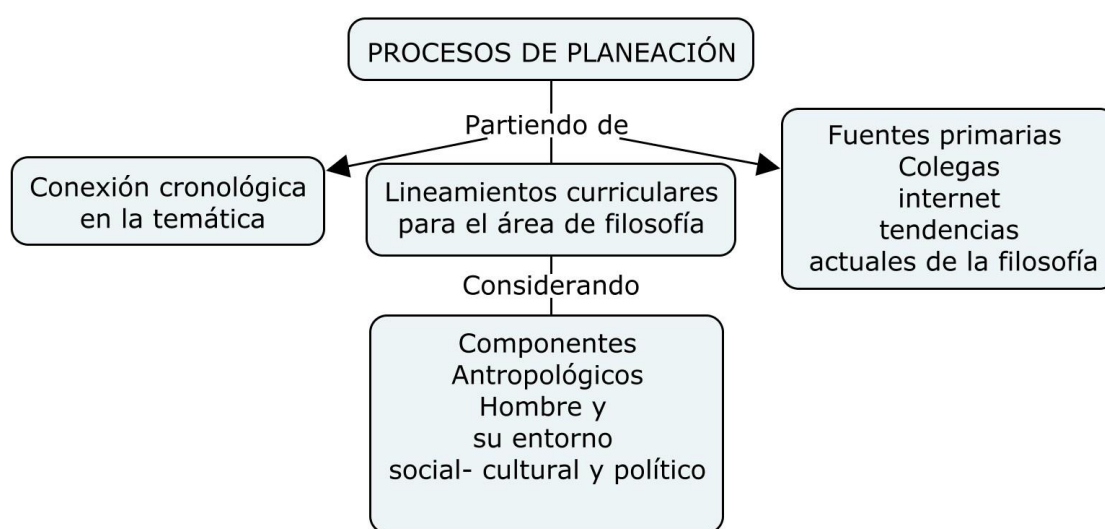 PROCESOS DE PLANEACIÓN
Partiendo de
Conexión cronológica
en la temática
Lineamientos curriculares
para el área de filosofía
Fuentes primarias
Colegas
internet
tendencias
actuales de la filosofía
Considerando
Componentes
Antropológicos
Hombre y
su entorno
social- cultural y político